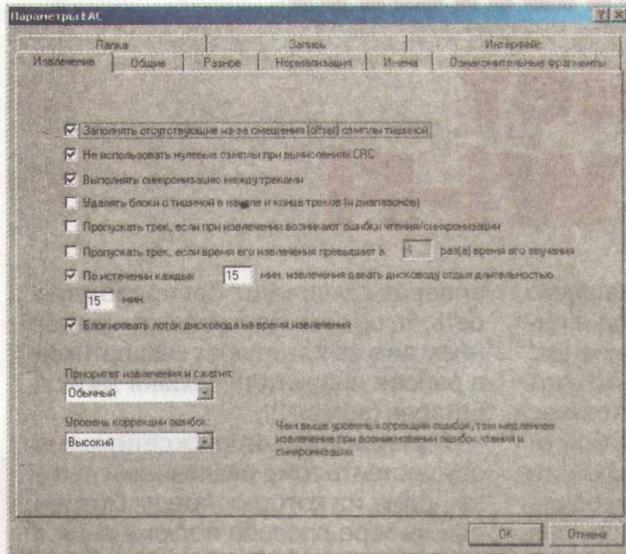 Параметры EAC
Папка Запись Интерфейс
Извлечение Общие Разное Нормализация Имена Ознакомительные фрагменты
Заполнять отсутствующие из-за смещения (offset) сэмплы тишиной
Не использовать нулевые сэмплы при вычислениях CRC
Выполнять синхронизацию между треками
Удалять блоки с тишиной в начале и конце треков (и диапазонов)
Пропускать трек, если при извлечении возникают ошибки чтения/синхронизации
Пропускать трек, если время его извлечения превышает в 4 раз(а) время его звучания
По истечении каждых 15 мин. извлечения давать дисководу отдых длительностью
15 мин.
Блокировать лоток дисковода на время извлечения
Приоритет извлечения и сжатия:
Обычный
Уровень коррекции ошибок:
Высокий
Чем выше уровень коррекции ошибок, тем медленнее
извлечение при возникновении ошибок чтения и
синхронизации
OK Отмена